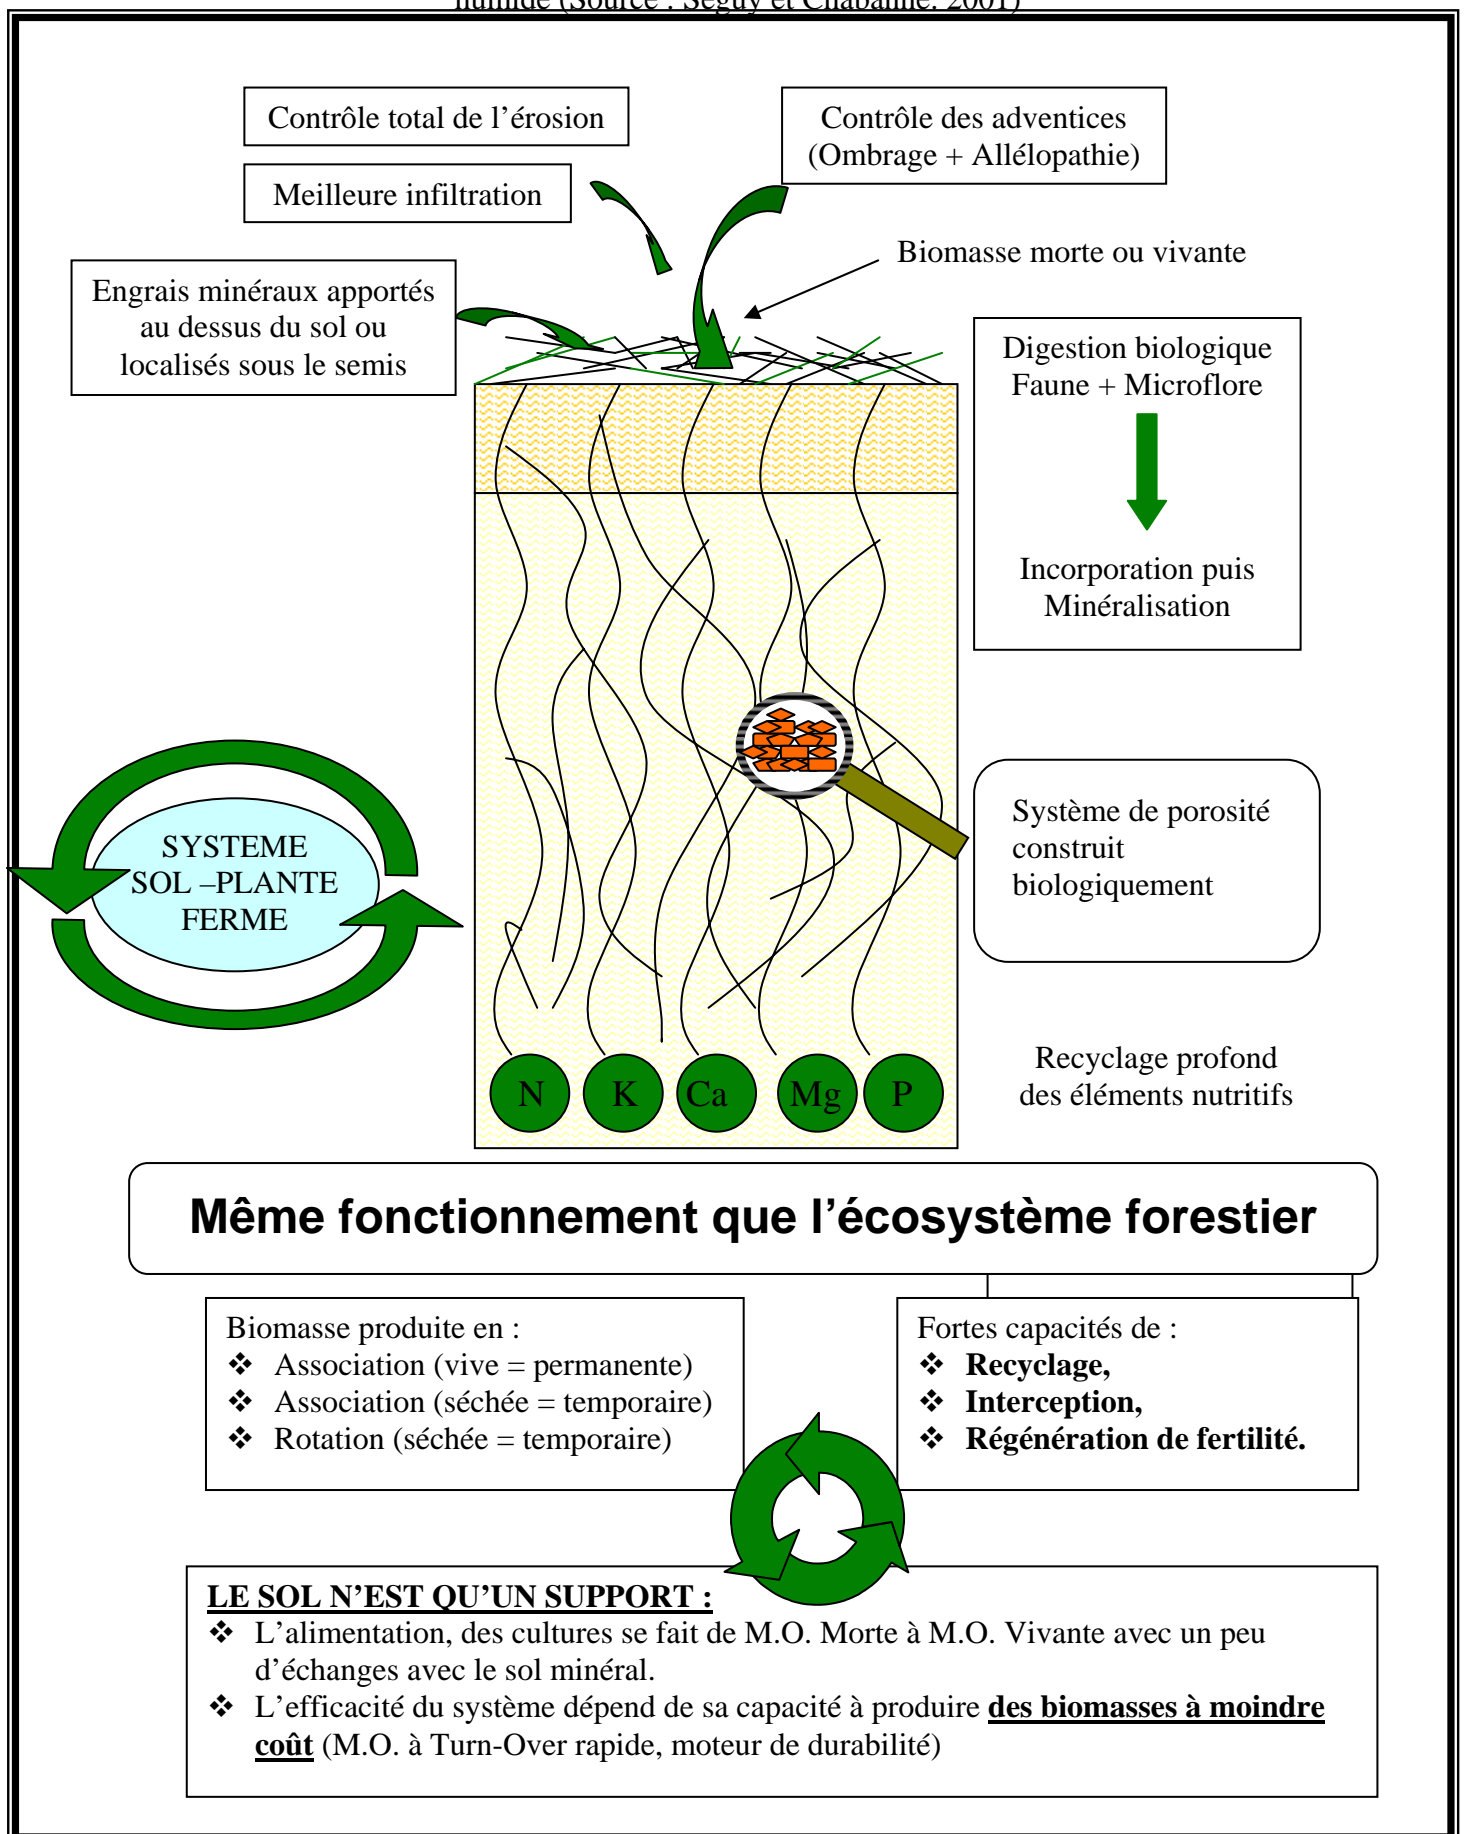 humide (Source : Séguy et Chabanne. 2001)
Contrôle total de l’érosion
Contrôle des adventices
(Ombrage + Allélopathie)
Meilleure infiltration
Biomasse morte ou vivante
Engrais minéraux apportés
au dessus du sol ou
localisés sous le semis
Digestion biologique
Faune + Microflore
Incorporation puis
Minéralisation
SYSTEME
SOL –PLANTE
FERME
Système de porosité
construit
biologiquement
Recyclage profond
des éléments nutritifs
N K Ca Mg P
Même fonctionnement que l’écosystème forestier
Biomasse produite en :
❖ Association (vive = permanente)
❖ Association (séchée = temporaire)
❖ Rotation (séchée = temporaire)
Fortes capacités de :
❖ Recyclage,
❖ Interception,
❖ Régénération de fertilité.
LE SOL N’EST QU’UN SUPPORT :
❖ L’alimentation, des cultures se fait de M.O. Morte à M.O. Vivante avec un peu
d’échanges avec le sol minéral.
❖ L’efficacité du système dépend de sa capacité à produire des biomasses à moindre
coût (M.O. à Turn-Over rapide, moteur de durabilité)